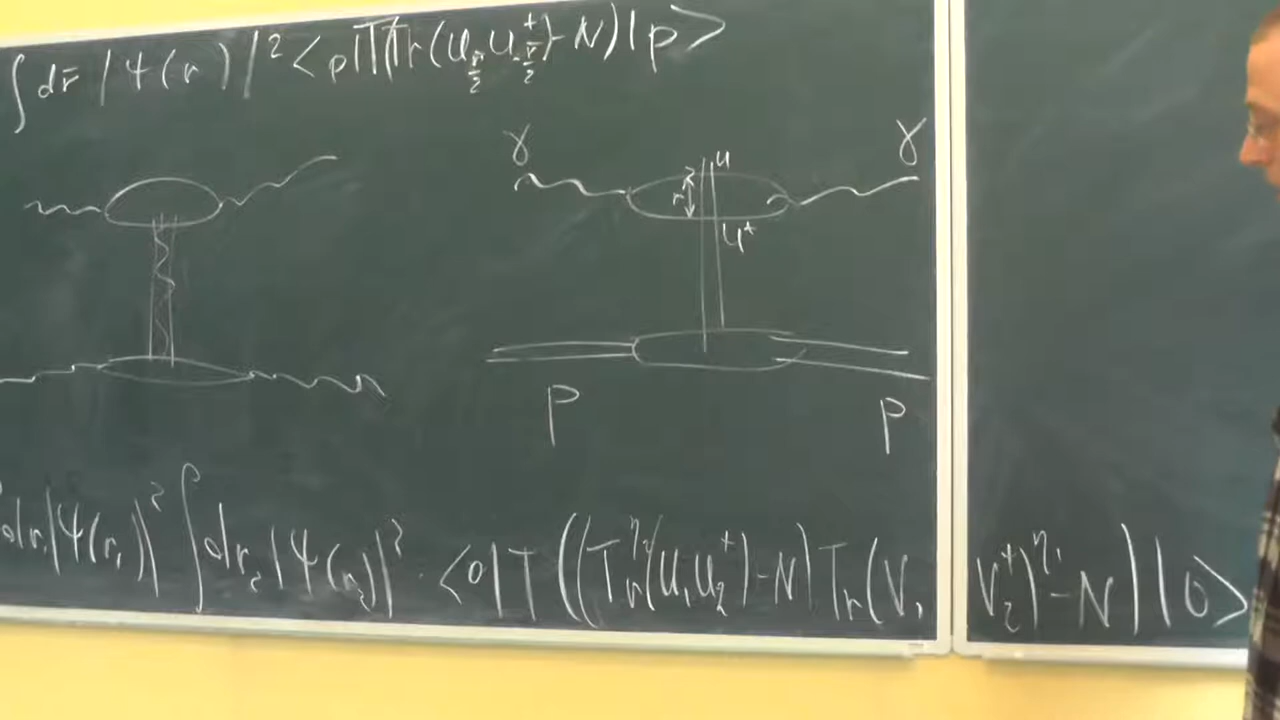 ∫ dr̄ |Ψ(r)|² <p|T Tr(U_{r̄/2} U⁺_{-r̄/2} - N)|p>
γ γ
u
r
u⁺
P P
dr₁|Ψ(r₁)|² ∫ dr₂|Ψ(r₂)|² · <0|T((Tr^{η₂}(U₁U₂⁺) - N) Tr(V₁ V₂⁺)^{η₁} - N)|0>